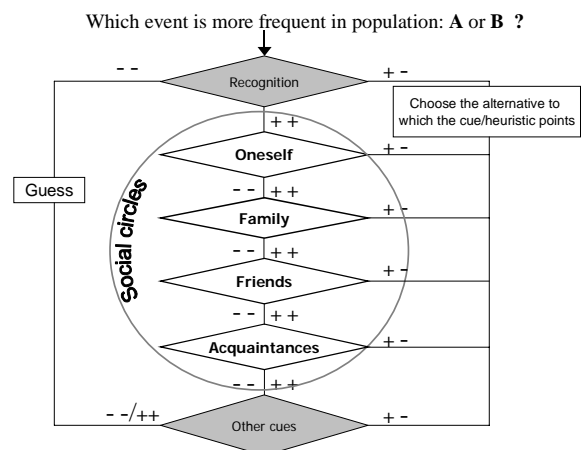 Which event is more frequent in population: A or B ?
- -
Recognition
+ -
Choose the alternative to
which the cue/heuristic points
+ +
Oneself
+ -
Guess
Social circles
- - + +
Family
+ -
- - + +
Friends
+ -
- - + +
Acquaintances
+ -
- - + +
- -/++
Other cues
+ -